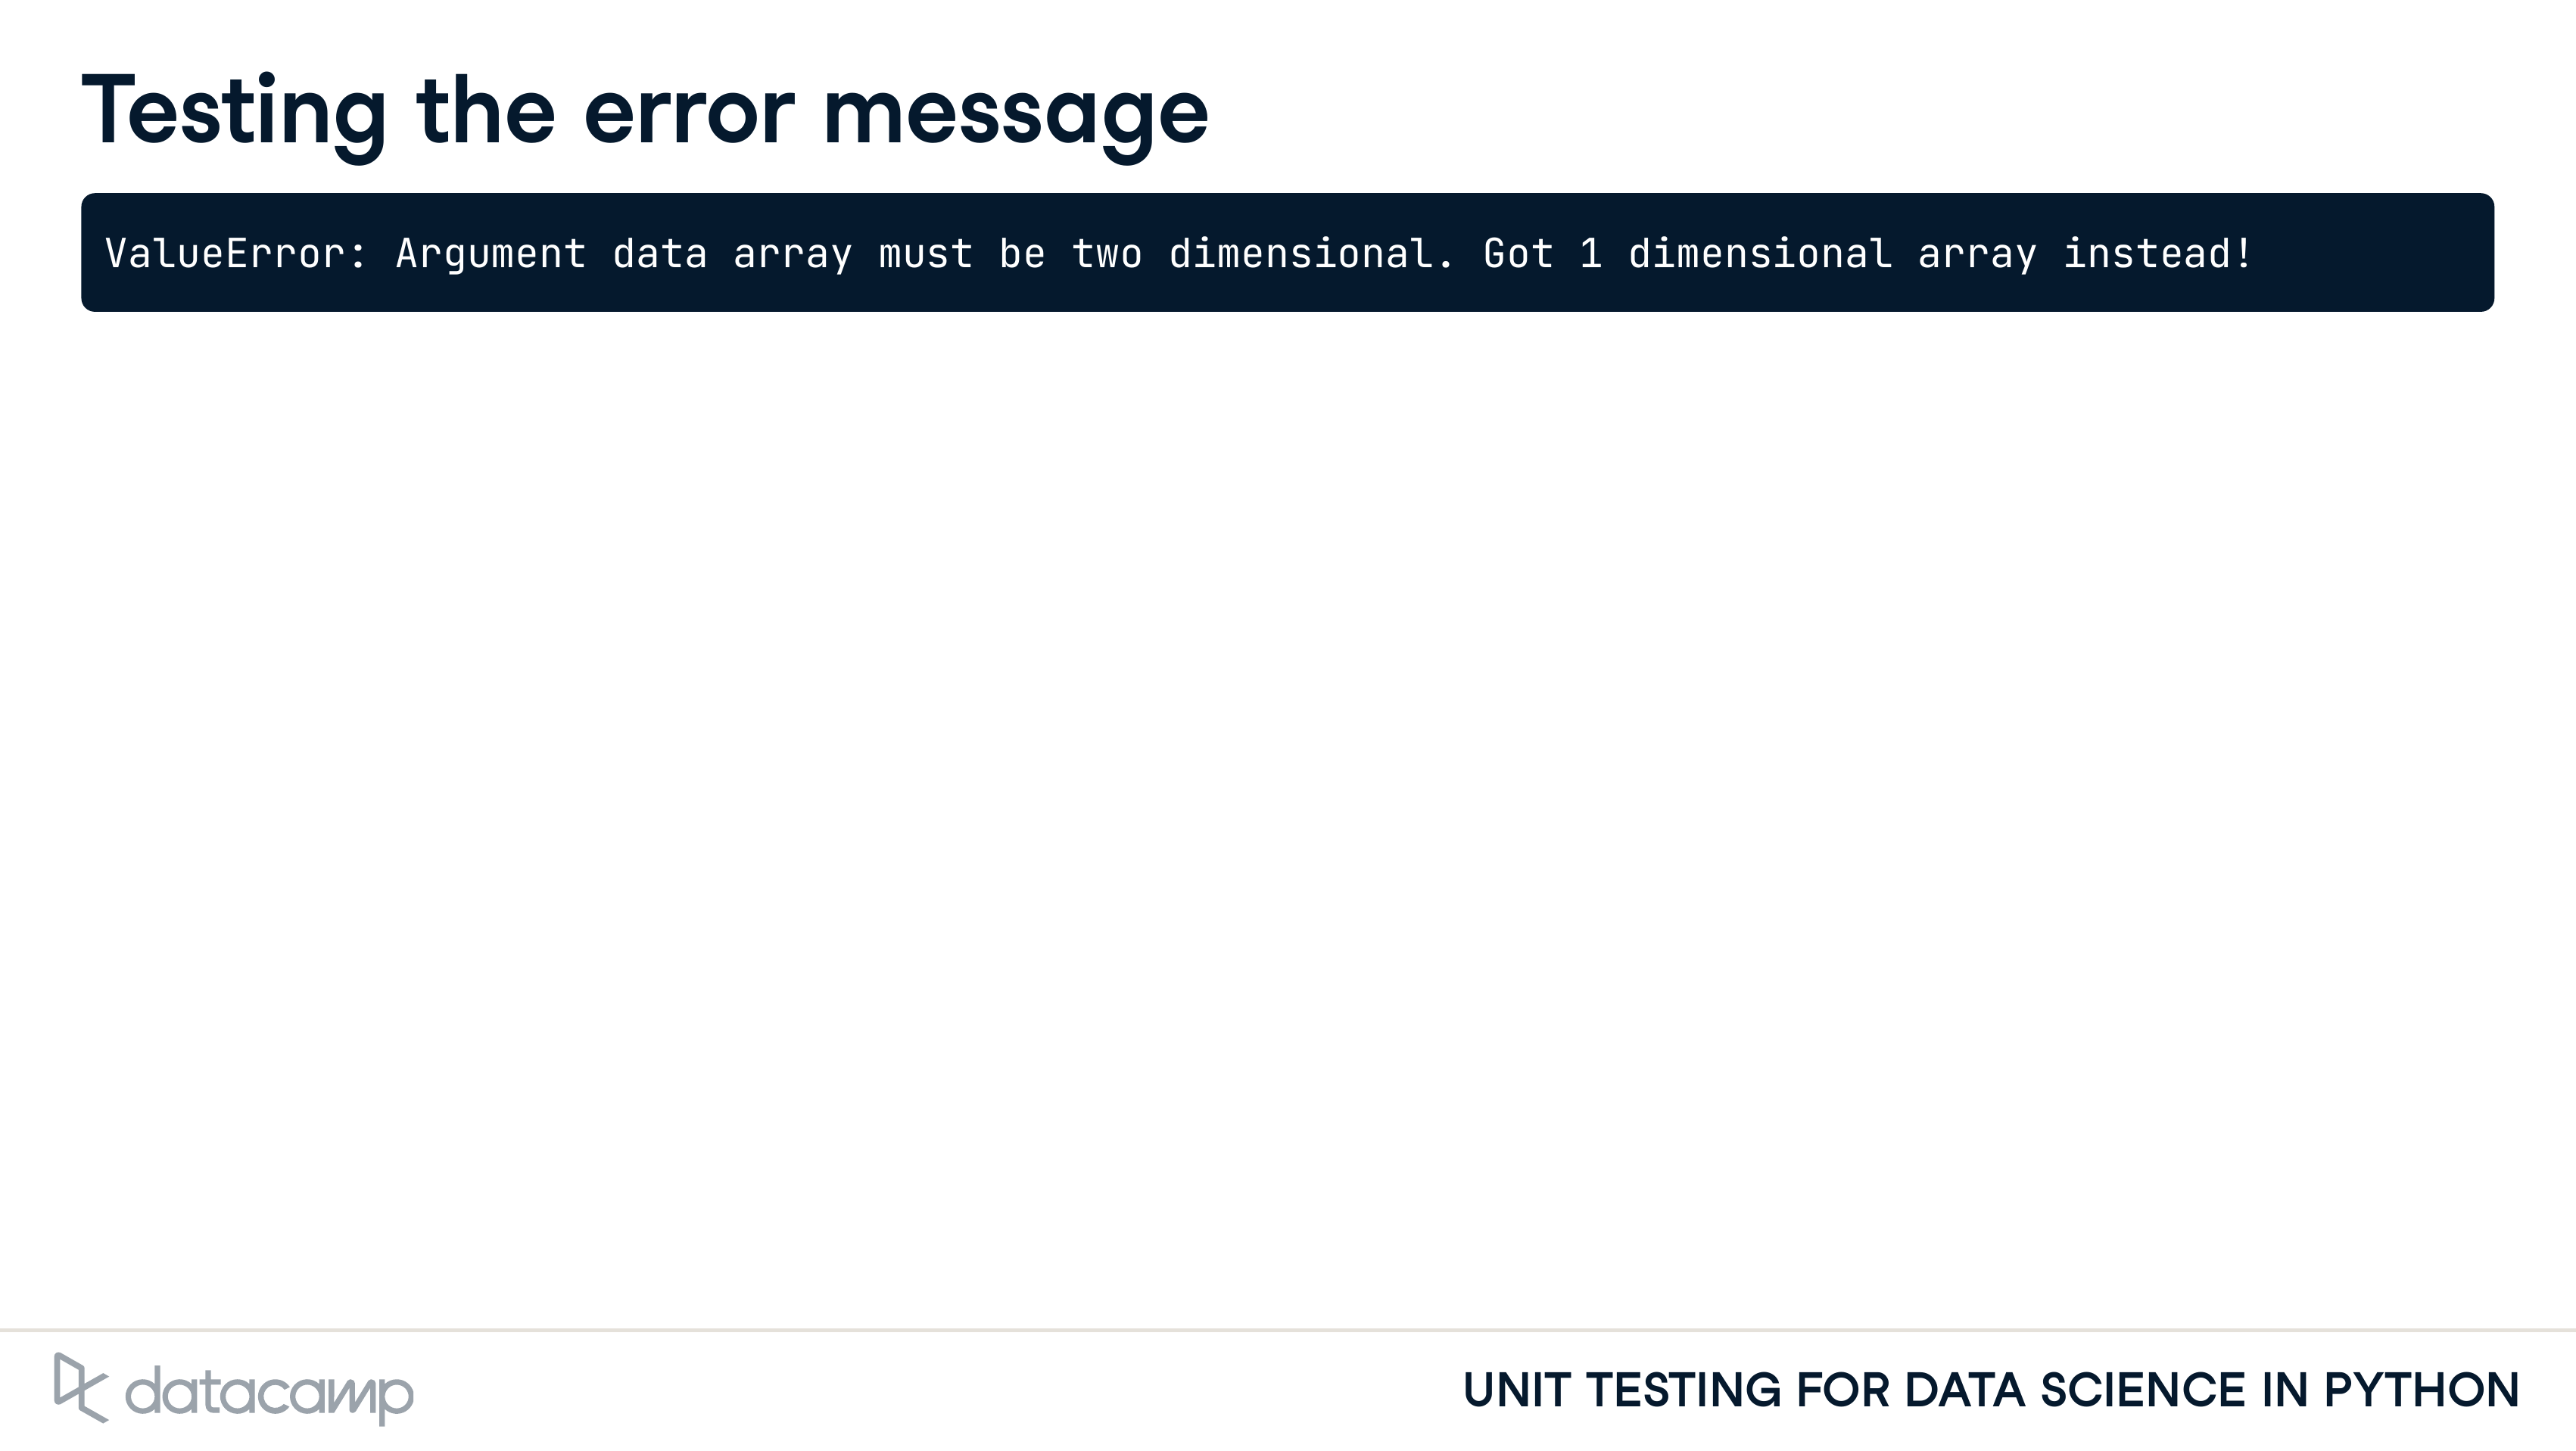 Testing the error message
ValueError: Argument data array must be two dimensional. Got 1 dimensional array instead!
datacamp
UNIT TESTING FOR DATA SCIENCE IN PYTHON